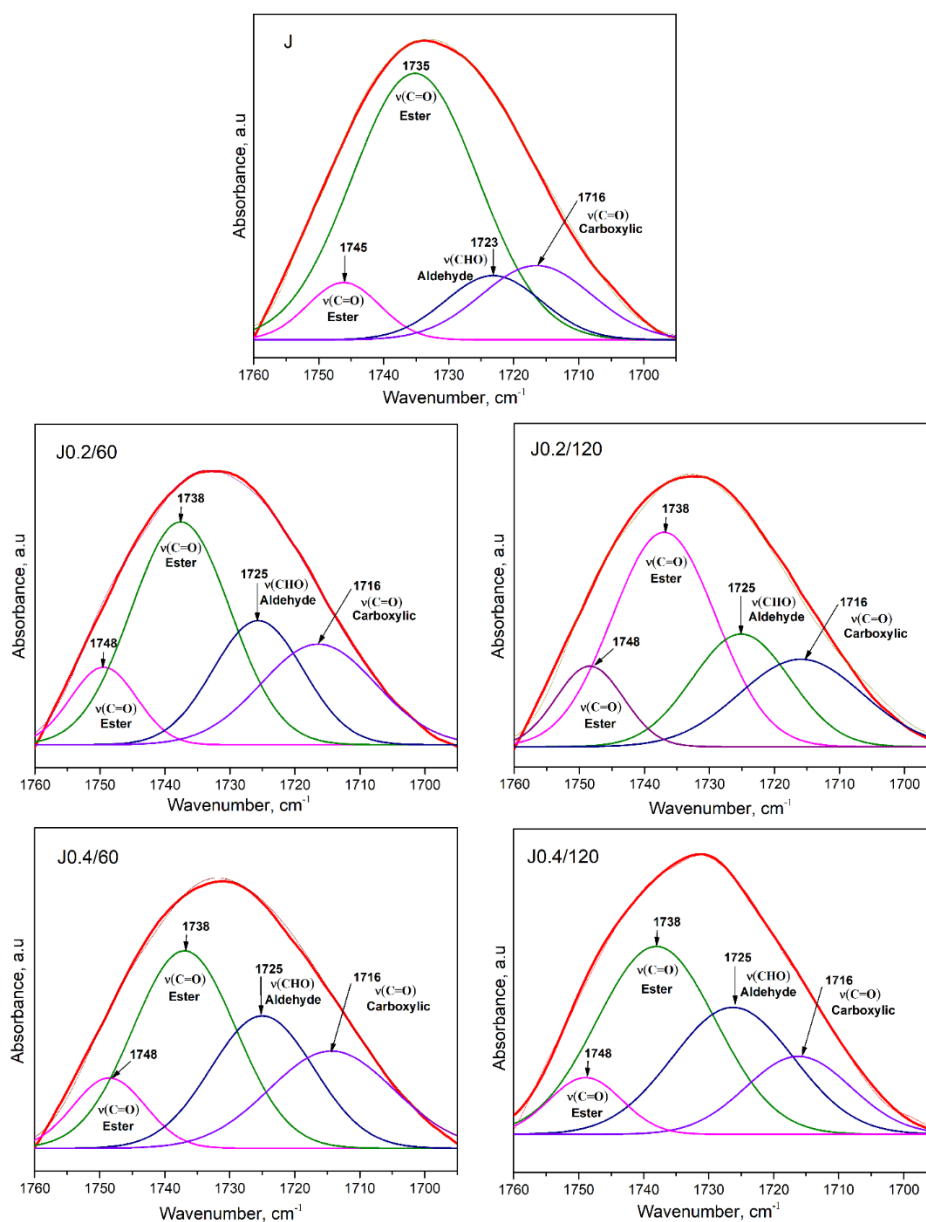 J
1735
ν(C=O)
Ester
1716
ν(C=O)
Carboxylic
1723
ν(CHO)
Aldehyde
1745
ν(C=O)
Ester
Absorbance, a.u
1760 1750 1740 1730 1720 1710 1700
Wavenumber, cm-1
J0.2/60
1738
ν(C=O)
Ester
1725
ν(CHO)
Aldehyde
1716
ν(C=O)
Carboxylic
1748
ν(C=O)
Ester
Absorbance, a.u
1760 1750 1740 1730 1720 1710 1700
Wavenumber, cm-1
J0.2/120
1738
ν(C=O)
Ester
1725
ν(CHO)
Aldehyde
1716
ν(C=O)
Carboxylic
1748
ν(C=O)
Ester
Absorbance, a.u
1760 1750 1740 1730 1720 1710 1700
Wavenumber, cm-1
J0.4/60
1738
ν(C=O)
Ester
1725
ν(CHO)
Aldehyde
1716
ν(C=O)
Carboxylic
1748
ν(C=O)
Ester
Absorbance, a.u
1760 1750 1740 1730 1720 1710 1700
Wavenumber, cm-1
J0.4/120
1738
ν(C=O)
Ester
1725
ν(CHO)
Aldehyde
1716
ν(C=O)
Carboxylic
1748
ν(C=O)
Ester
Absorbance, a.u
1760 1750 1740 1730 1720 1710 1700
Wavenumber, cm-1